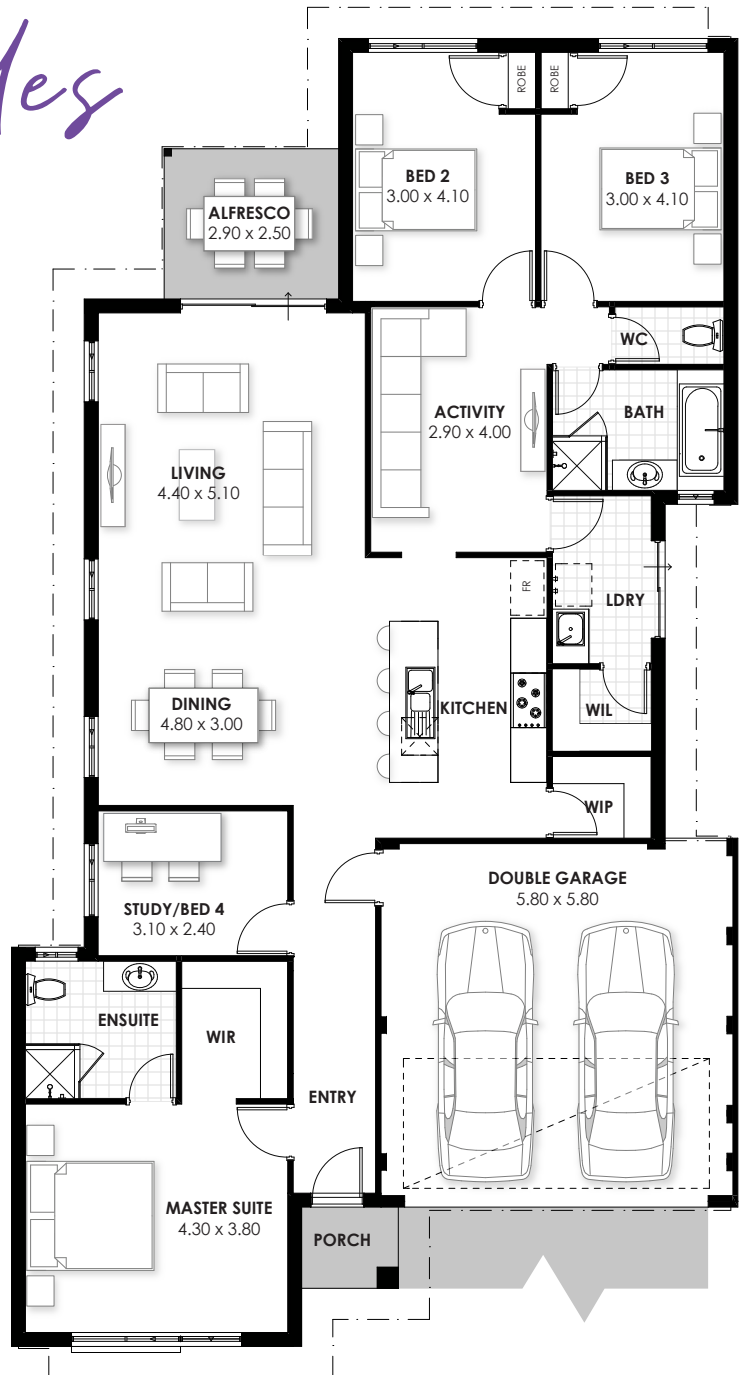 ROBE
ROBE
BED 2
3.00 x 4.10
BED 3
3.00 x 4.10
ALFRESCO
2.90 x 2.50
WC
ACTIVITY
2.90 x 4.00
BATH
LIVING
4.40 x 5.10
FR
LDRY
DINING
4.80 x 3.00
KITCHEN
WIL
WIP
DOUBLE GARAGE
5.80 x 5.80
STUDY/BED 4
3.10 x 2.40
ENSUITE
WIR
ENTRY
MASTER SUITE
4.30 x 3.80
PORCH